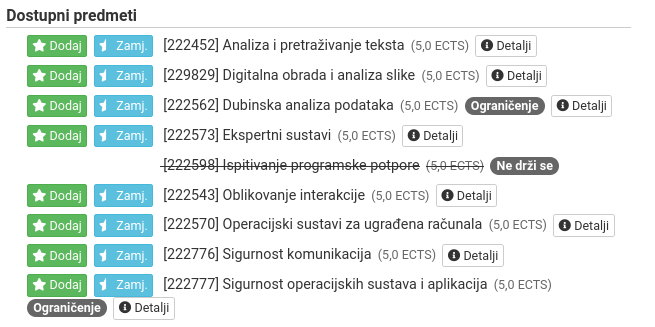 Dostupni predmeti
Dodaj Zamj. [222452] Analiza i pretraživanje teksta (5,0 ECTS) Detalji
Dodaj Zamj. [229829] Digitalna obrada i analiza slike (5,0 ECTS) Detalji
Dodaj Zamj. [222562] Dubinska analiza podataka (5,0 ECTS) Ograničenje Detalji
Dodaj Zamj. [222573] Ekspertni sustavi (5,0 ECTS) Detalji
[222598] Ispitivanje programske potpore (5,0 ECTS) Ne drži se
Dodaj Zamj. [222543] Oblikovanje interakcije (5,0 ECTS) Detalji
Dodaj Zamj. [222570] Operacijski sustavi za ugrađena računala (5,0 ECTS) Detalji
Dodaj Zamj. [222776] Sigurnost komunikacija (5,0 ECTS) Detalji
Dodaj Zamj. [222777] Sigurnost operacijskih sustava i aplikacija (5,0 ECTS)
Ograničenje Detalji